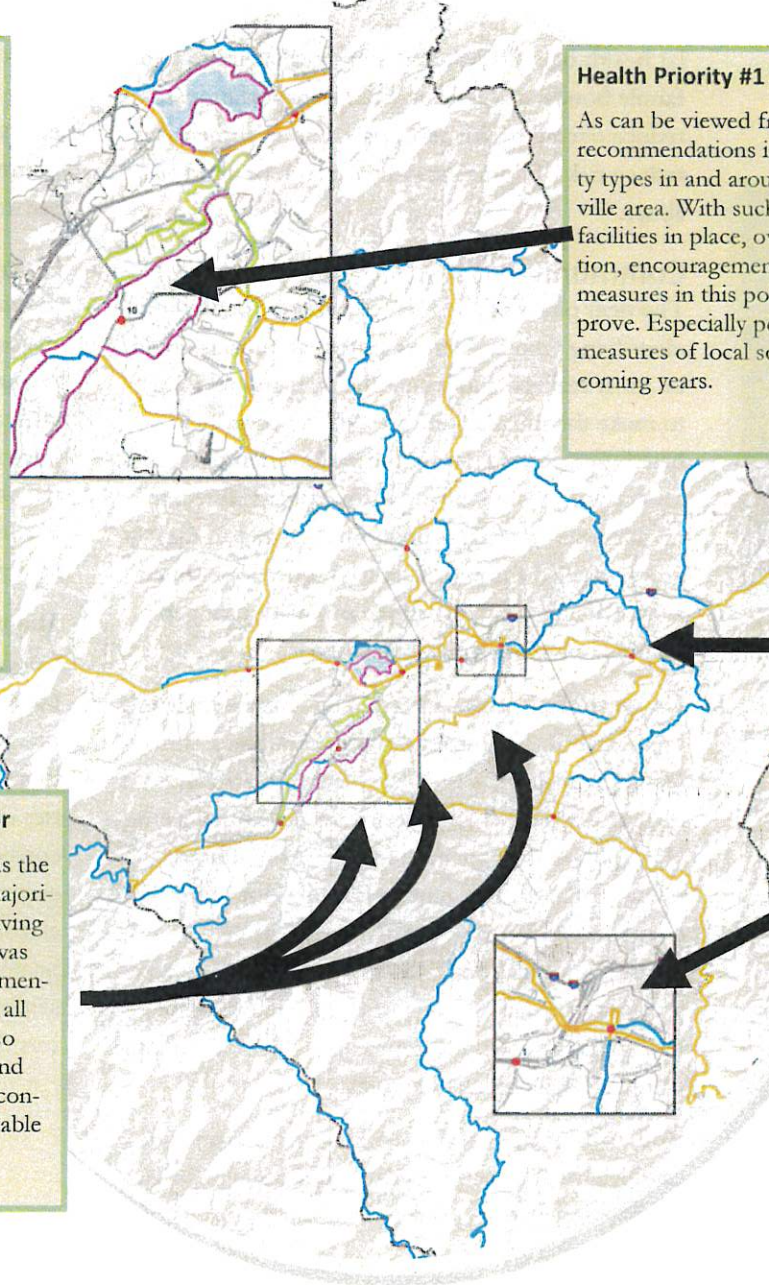 Health Priority #1
As can be viewed fr
recommendations i
ty types in and arou
ville area. With such
facilities in place, ov
tion, encouragemen
measures in this po
prove. Especially pe
measures of local sc
coming years.
10
r
s the
ajori-
ving
was
men-
all
o
nd
con-
able